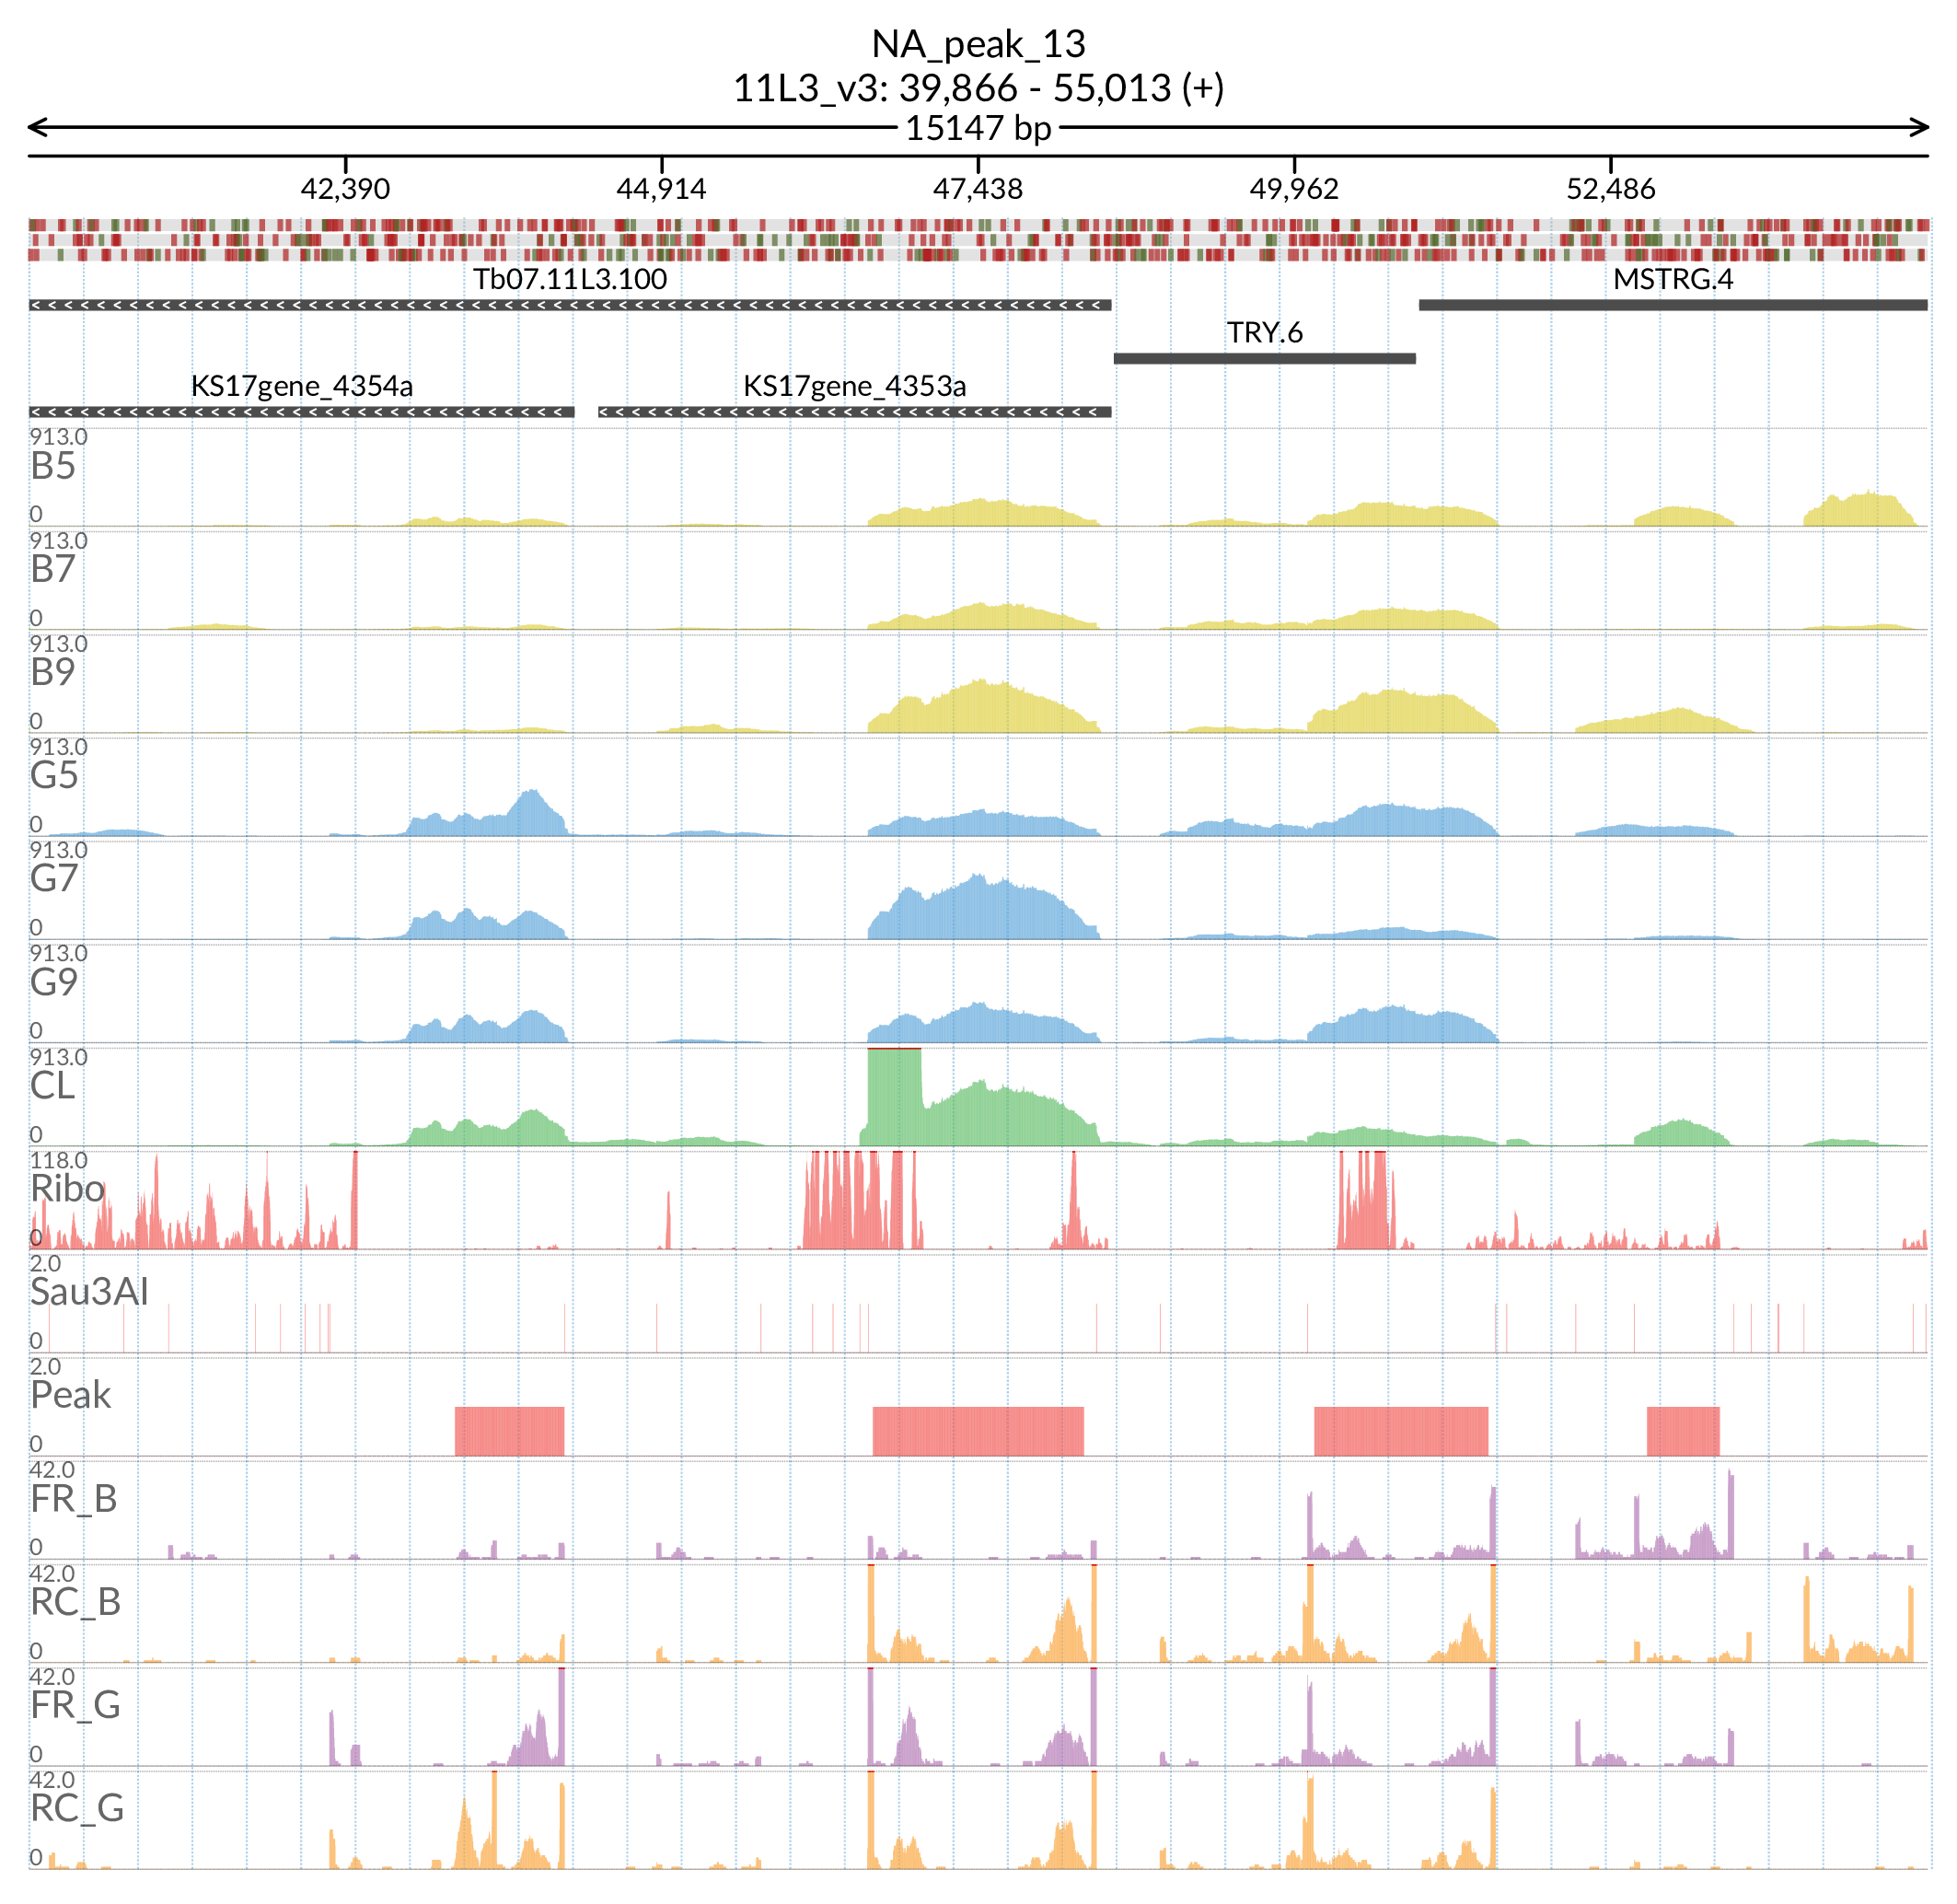 NA_peak_13
11L3_v3: 39,866 - 55,013 (+)
15147 bp
42,390 44,914 47,438 49,962 52,486
Tb07.11L3.100 MSTRG.4
TRY.6
KS17gene_4354a KS17gene_4353a
913.0
B5
0
913.0
B7
0
913.0
B9
0
913.0
G5
0
913.0
G7
0
913.0
G9
0
913.0
CL
0
118.0
Ribo
0
2.0
Sau3AI
0
2.0
Peak
0
42.0
FR_B
0
42.0
RC_B
0
42.0
FR_G
0
42.0
RC_G
0